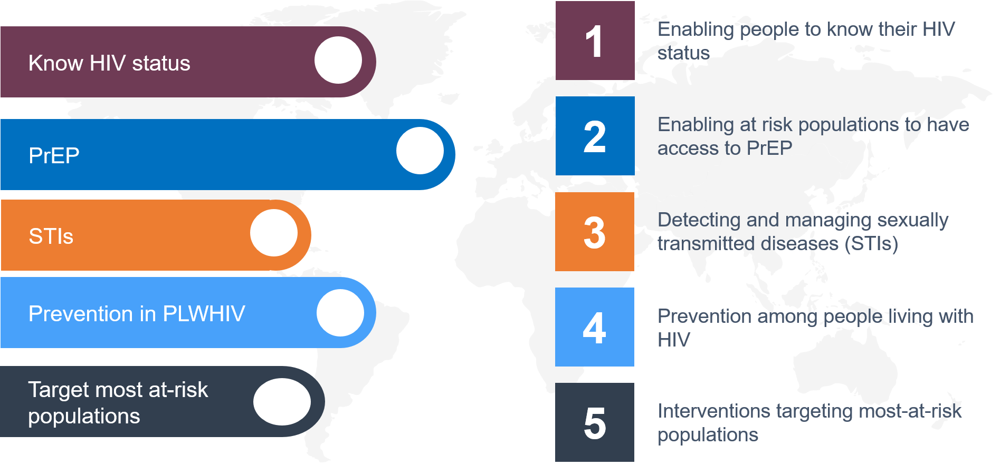 Know HIV status
PrEP
STIs
Prevention in PLWHIV
Target most at-risk
populations
1
Enabling people to know their HIV
status
2
Enabling at risk populations to have
access to PrEP
3
Detecting and managing sexually
transmitted diseases (STIs)
4
Prevention among people living with
HIV
5
Interventions targeting most-at-risk
populations